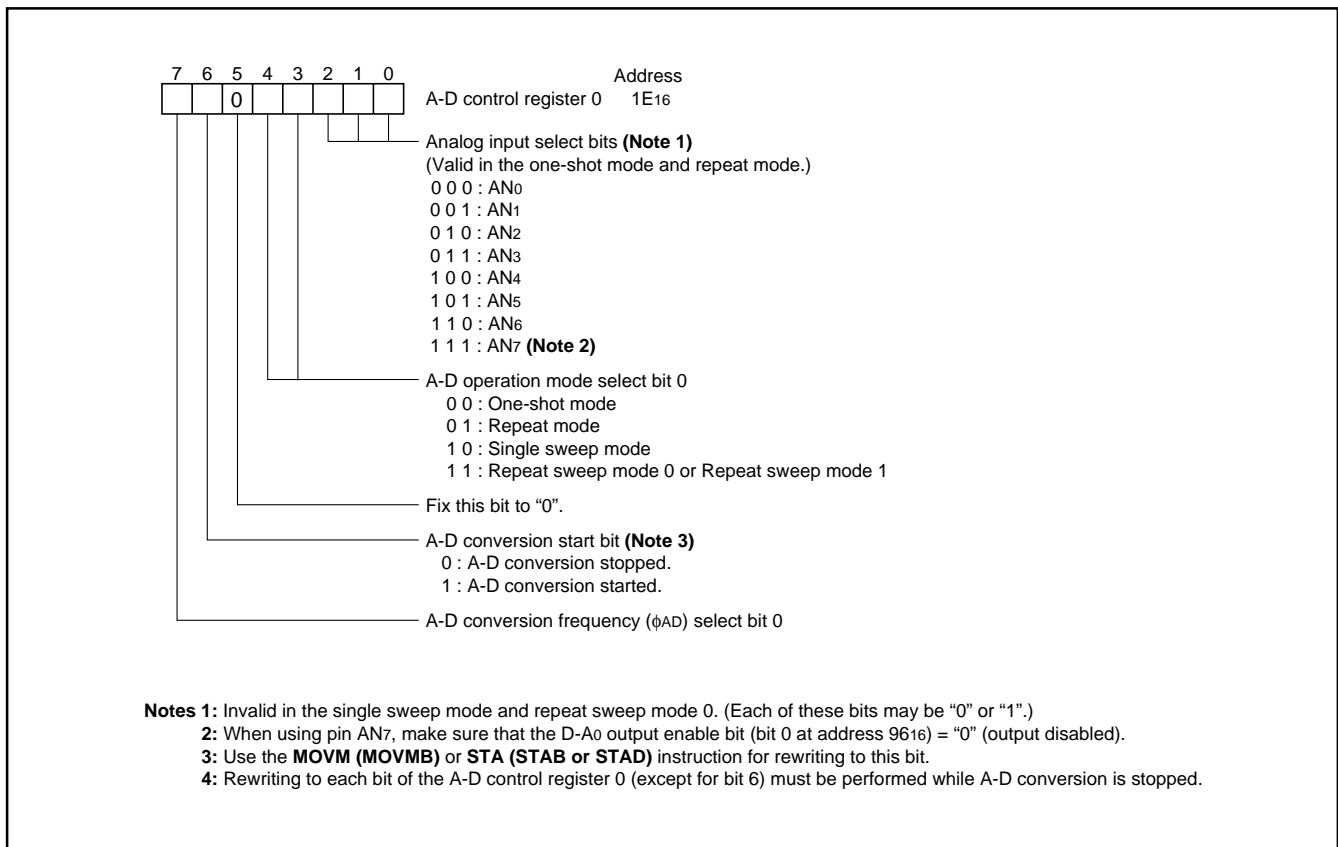 7 6 5 4 3 2 1 0
Address
0
A-D control register 0 1E16
Analog input select bits (Note 1)
(Valid in the one-shot mode and repeat mode.)
0 0 0 : AN0
0 0 1 : AN1
0 1 0 : AN2
0 1 1 : AN3
1 0 0 : AN4
1 0 1 : AN5
1 1 0 : AN6
1 1 1 : AN7 (Note 2)
A-D operation mode select bit 0
0 0 : One-shot mode
0 1 : Repeat mode
1 0 : Single sweep mode
1 1 : Repeat sweep mode 0 or Repeat sweep mode 1
Fix this bit to “0”.
A-D conversion start bit (Note 3)
0 : A-D conversion stopped.
1 : A-D conversion started.
A-D conversion frequency (φAD) select bit 0
Notes 1: Invalid in the single sweep mode and repeat sweep mode 0. (Each of these bits may be “0” or “1”.)
2: When using pin AN7, make sure that the D-A0 output enable bit (bit 0 at address 9616) = “0” (output disabled).
3: Use the MOVM (MOVMB) or STA (STAB or STAD) instruction for rewriting to this bit.
4: Rewriting to each bit of the A-D control register 0 (except for bit 6) must be performed while A-D conversion is stopped.